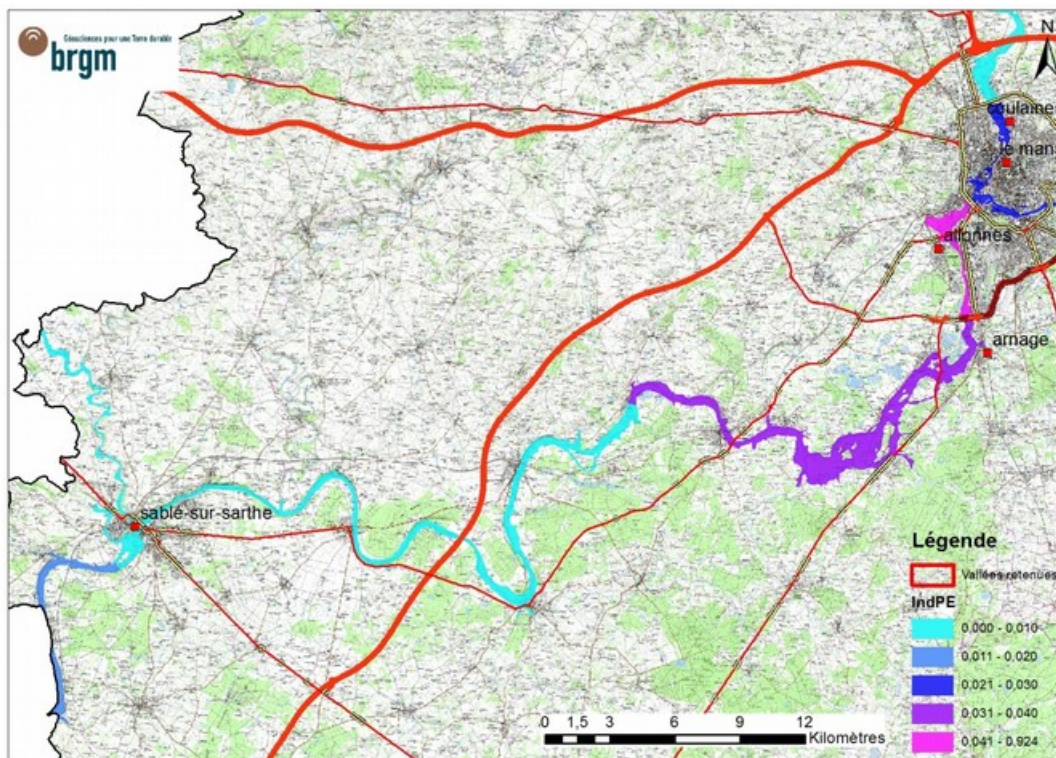 Géosciences pour une Terre durable
brgm
N
coulaines
le mans
allonnes
arnage
sablé-sur-sarthe
Légende
Vallées retenues
IndPE
0.000 - 0.010
0.011 - 0.020
0.021 - 0.030
0.031 - 0.040
0.041 - 0.924
0 1,5 3 6 9 12
Kilomètres